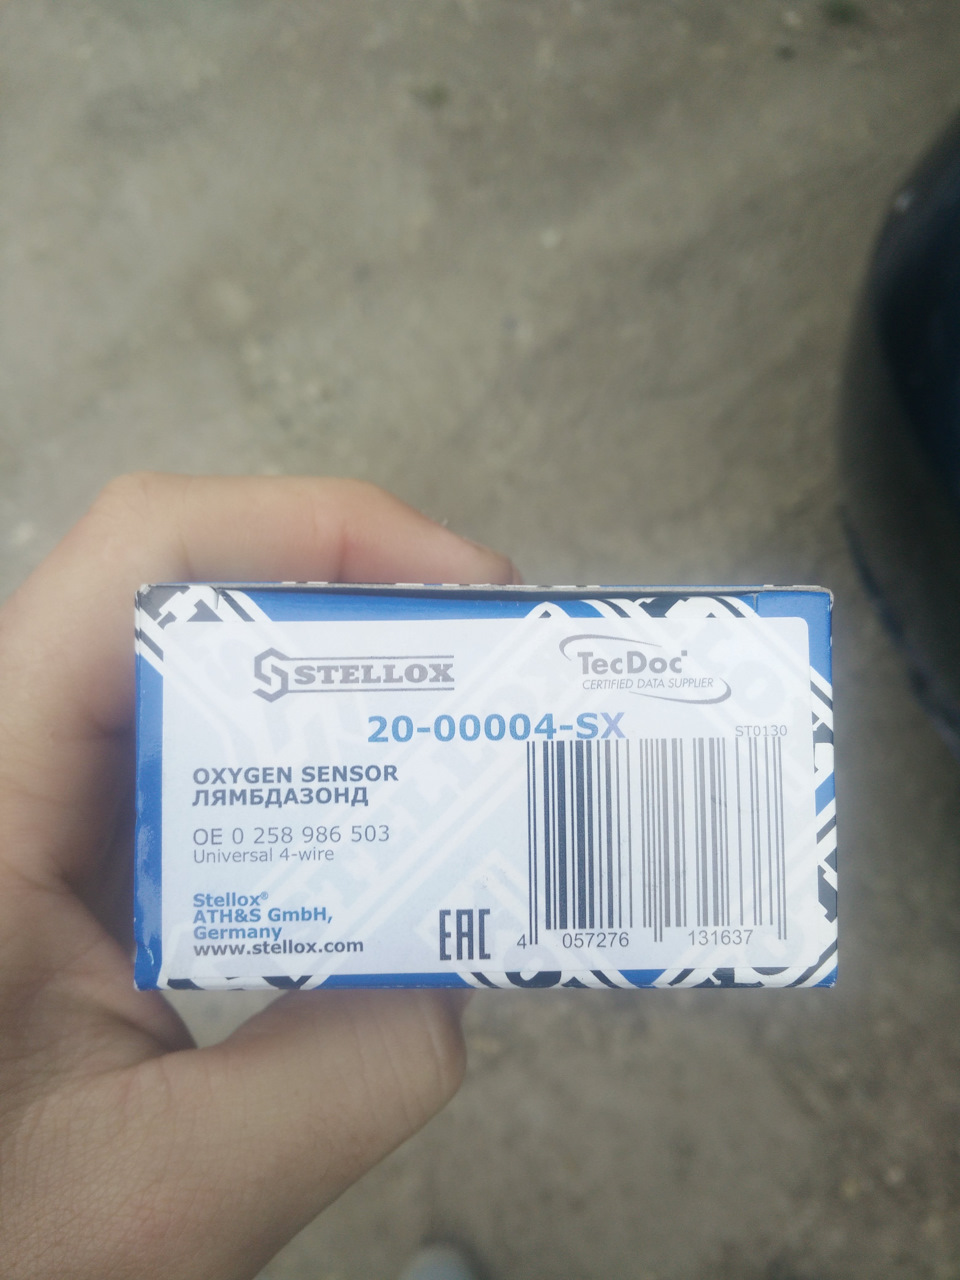 STELLOX
TecDoc
CERTIFIED DATA SUPPLIER
20-00004-SX
ST0130
OXYGEN SENSOR
ЛЯМБДАЗОНД
OE 0 258 986 503
Universal 4-wire
Stellox®
ATH&S GmbH,
Germany
www.stellox.com
EAC
4 057276 131637